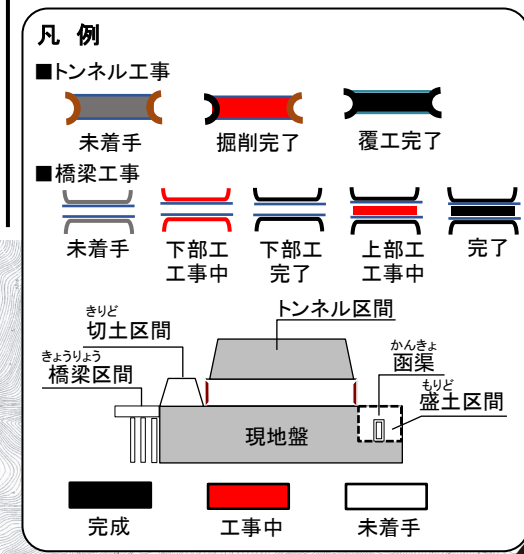 凡 例
■トンネル工事
未着手
掘削完了
覆工完了
■橋梁工事
未着手
下部工
工事中
下部工
完了
上部工
工事中
完了
トンネル区間
きりど
切土区間
きょうりょう
橋梁区間
かんきょ
函渠
もりど
盛土区間
現地盤
完成
工事中
未着手